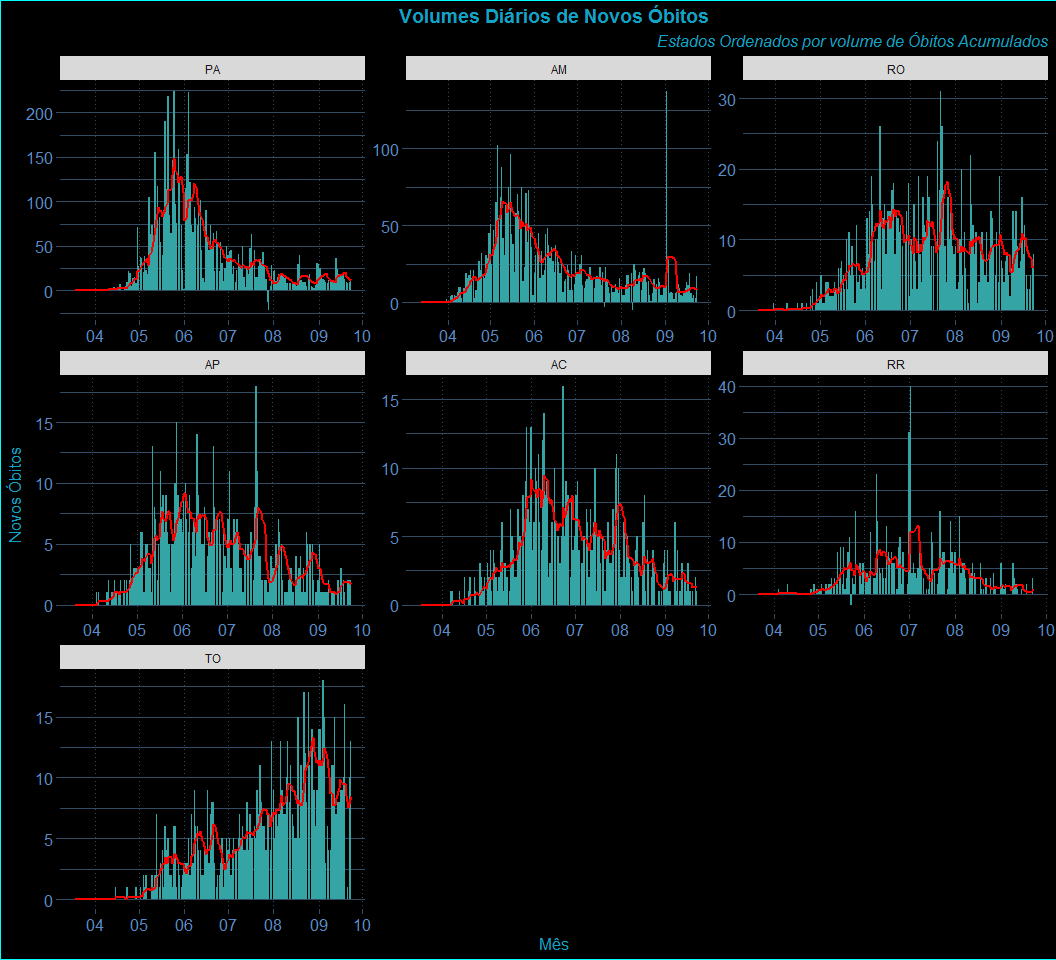 Volumes Diários de Novos Óbitos
Estados Ordenados por volume de Óbitos Acumulados
PA
200
150
100
50
0
04 05 06 07 08 09 10
AM
100
50
0
04 05 06 07 08 09 10
RO
30
20
10
0
04 05 06 07 08 09 10
Novos Óbitos
AP
15
10
5
0
04 05 06 07 08 09 10
AC
15
10
5
0
04 05 06 07 08 09 10
RR
40
30
20
10
0
04 05 06 07 08 09 10
TO
15
10
5
0
04 05 06 07 08 09 10
Mês